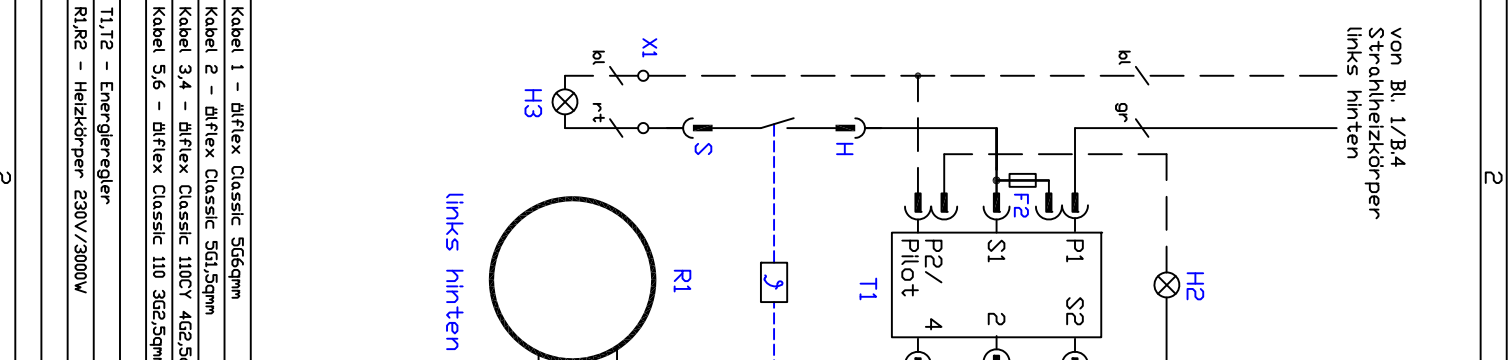 2
von Bl. 1/B.4
Strahlheizkörper
links hinten
bl
gr
X1
bl
rt
H3
S
H
F2
P1
S1
P2/
Pilot
S2
2
4
T1
H2
R1
links hinten
Kabel 1 - ölflex Classic 5G6qmm
Kabel 2 - ölflex Classic 5G1,5qmm
Kabel 3,4 - ölflex Classic 110CY 4G2,5
Kabel 5,6 - ölflex Classic 110 3G2,5qm
T1,T2 - Energieregler
R1,R2 - Heizkörper 230V/3000W
2